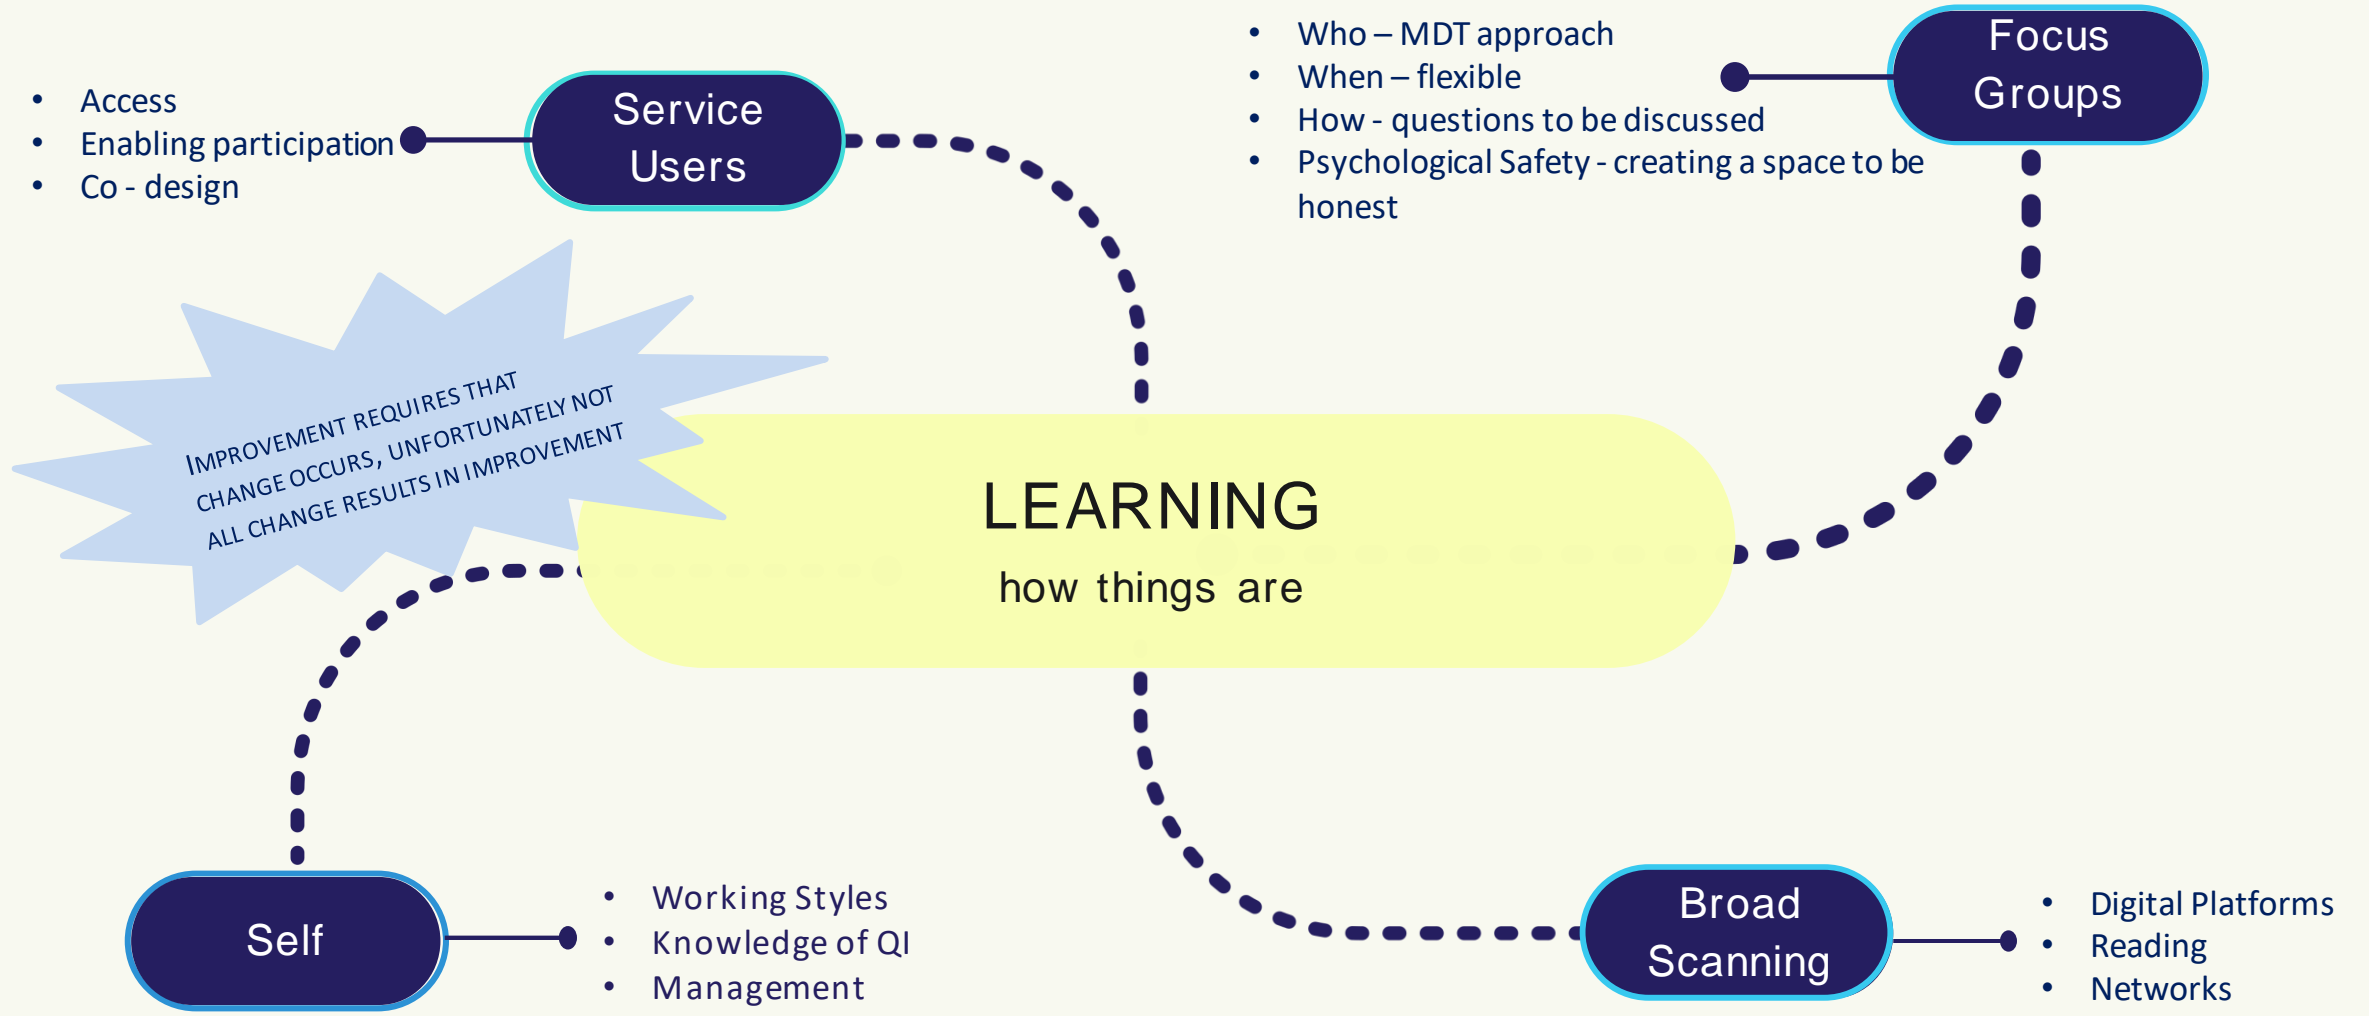 • Access
• Enabling participation
• Co - design
Service
Users
• Who – MDT approach
• When – flexible
• How - questions to be discussed
• Psychological Safety - creating a space to be
honest
Focus
Groups
IMPROVEMENT REQUIRES THAT
CHANGE OCCURS, UNFORTUNATELY NOT
ALL CHANGE RESULTS IN IMPROVEMENT
LEARNING
how things are
Self
• Working Styles
• Knowledge of QI
• Management
Broad
Scanning
• Digital Platforms
• Reading
• Networks